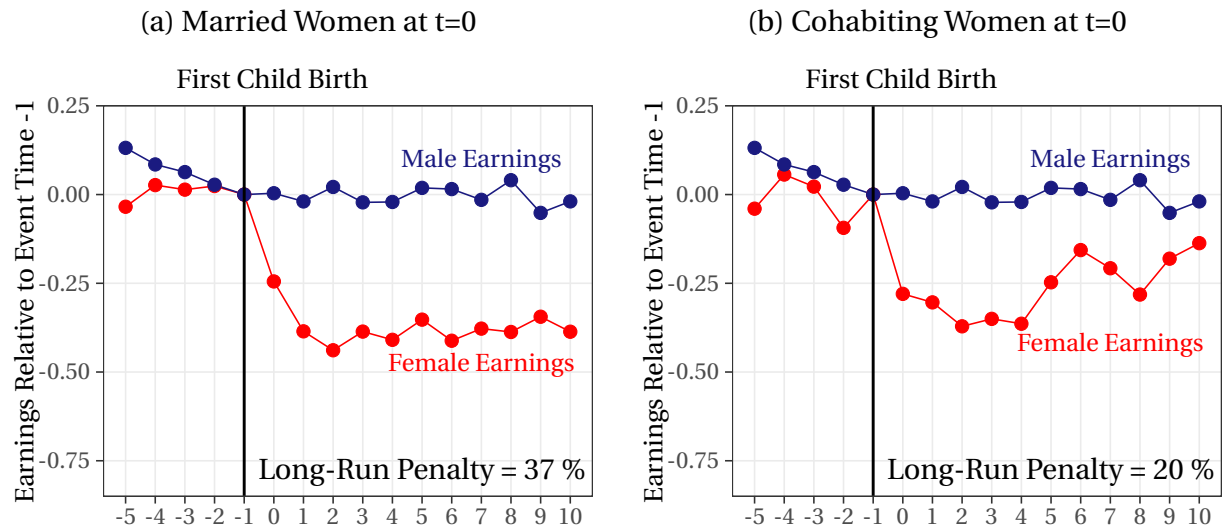 (a) Married Women at t=0
First Child Birth
Earnings Relative to Event Time -1
0.25
0.00
-0.25
-0.50
-0.75
Male Earnings
Female Earnings
Long-Run Penalty = 37 %
-5 -4 -3 -2 -1 0 1 2 3 4 5 6 7 8 9 10
(b) Cohabiting Women at t=0
First Child Birth
Earnings Relative to Event Time -1
0.25
0.00
-0.25
-0.50
-0.75
Male Earnings
Female Earnings
Long-Run Penalty = 20 %
-5 -4 -3 -2 -1 0 1 2 3 4 5 6 7 8 9 10